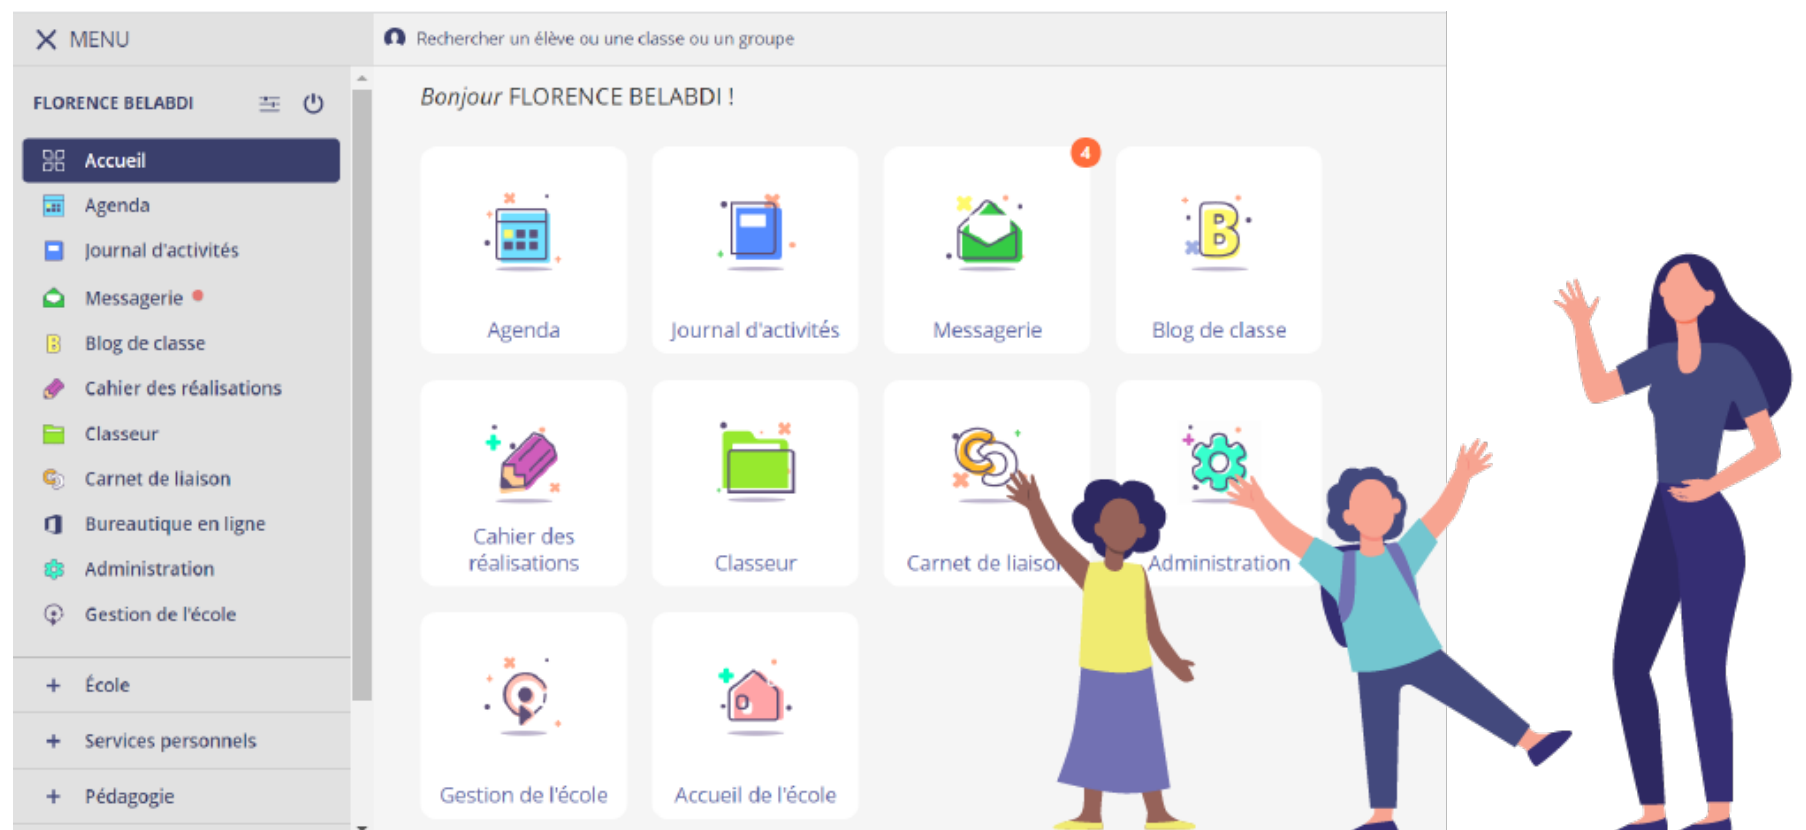 MENU
Rechercher un élève ou une classe ou un groupe
FLORENCE BELABDI
Bonjour FLORENCE BELABDI !
Accueil
Agenda
Journal d'activités
Messagerie
Blog de classe
Cahier des réalisations
Classeur
Carnet de liaison
Bureautique en ligne
Administration
Gestion de l'école
+ École
+ Services personnels
+ Pédagogie
4
B
Agenda
Journal d'activités
Messagerie
Blog de classe
Cahier des
réalisations
Classeur
Carnet de liaison
Administration
Gestion de l'école
Accueil de l'école